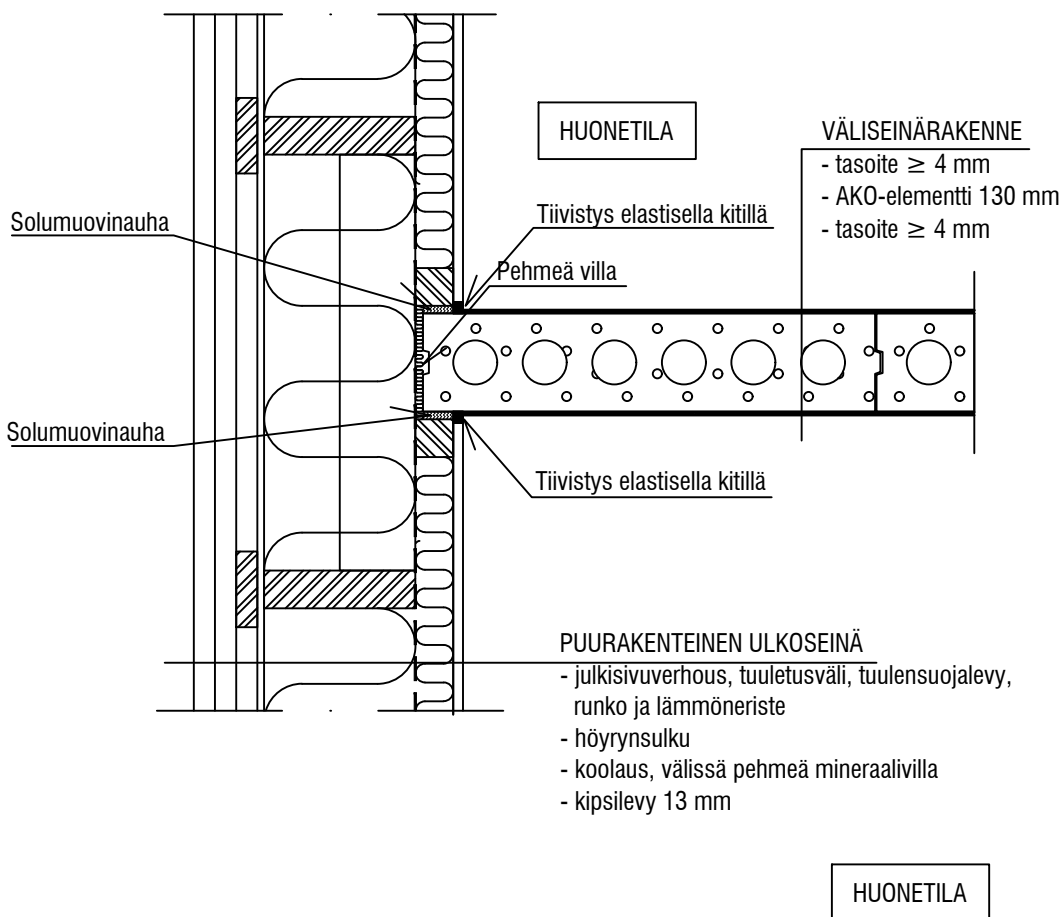 HUONETILA
VÄLISEINÄRAKENNE
- tasoite ≥ 4 mm
- AKO-elementti 130 mm
- tasoite ≥ 4 mm
Solumuovinauha
Tiivistys elastisella kitillä
Pehmeä villa
Solumuovinauha
Tiivistys elastisella kitillä
PUURAKENTEINEN ULKOSEINÄ
- julkisivuverhous, tuuletusväli, tuulensuojalevy,
runko ja lämmöneriste
- höyrynsulku
- koolaus, välissä pehmeä mineraalivilla
- kipsilevy 13 mm
HUONETILA